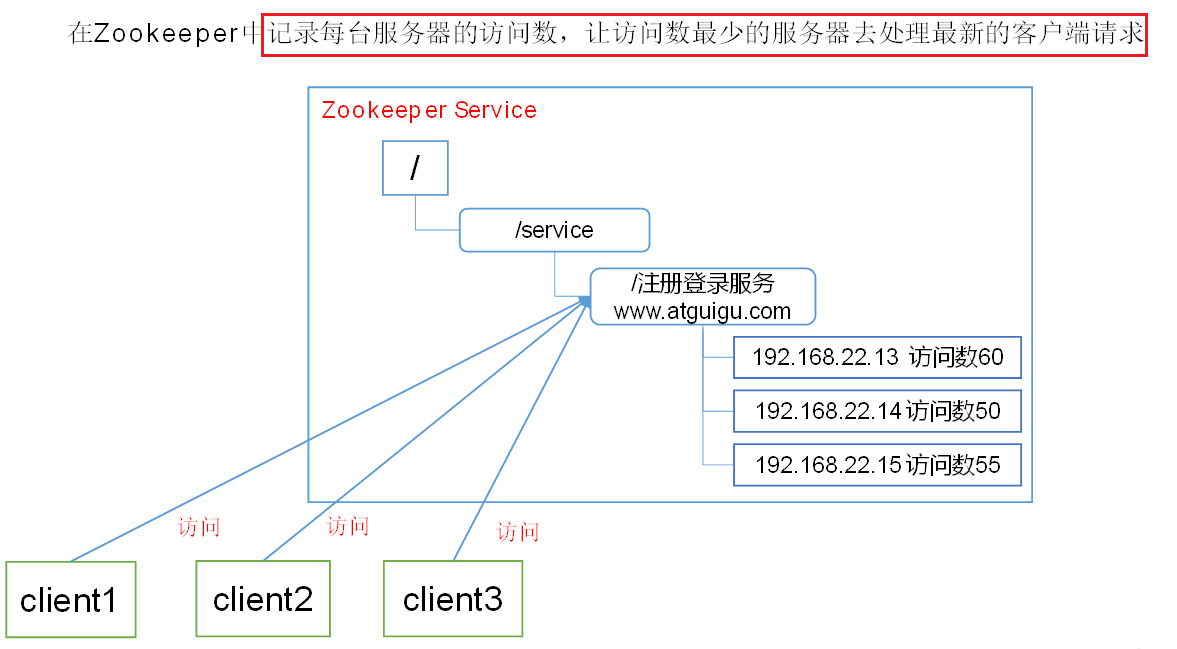 在Zookeeper中记录每台服务器的访问数，让访问数最少的服务器去处理最新的客户端请求
Zookeeper Service
/
/service
/注册登录服务
www.atguigu.com
192.168.22.13 访问数60
192.168.22.14 访问数50
192.168.22.15 访问数55
访问
访问
访问
client1
client2
client3